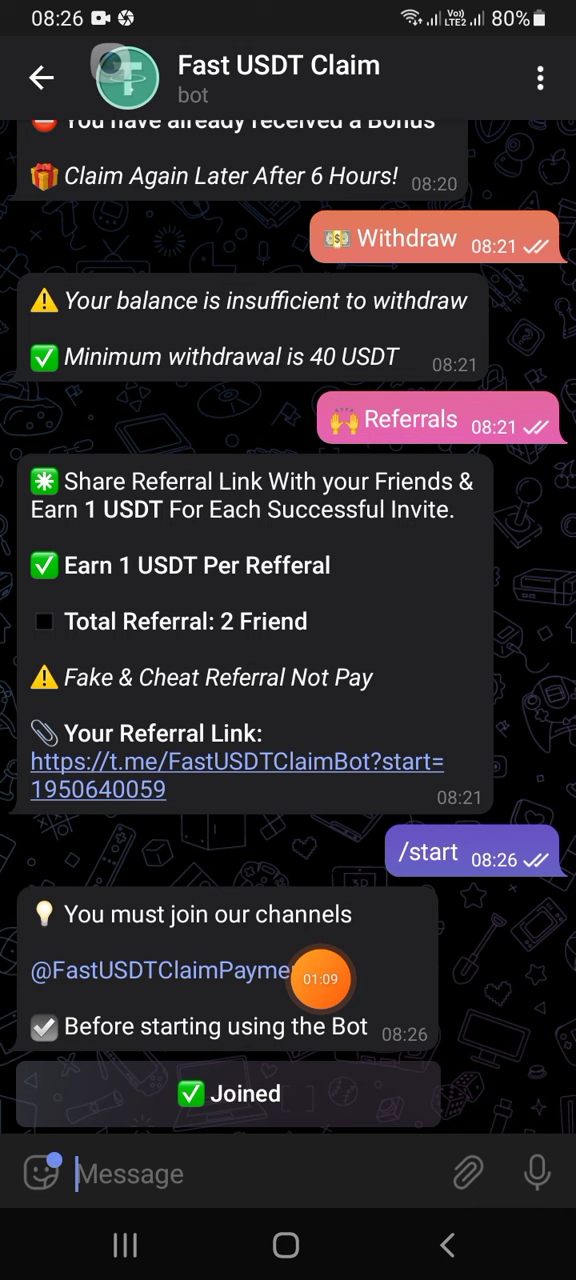 08:26
Vo))
LTE2
80%
Fast USDT Claim
bot
You have already received a Bonus
Claim Again Later After 6 Hours! 08:20
Withdraw 08:21
Your balance is insufficient to withdraw
Minimum withdrawal is 40 USDT 08:21
Referrals 08:21
Share Referral Link With your Friends &
Earn 1 USDT For Each Successful Invite.
Earn 1 USDT Per Refferal
Total Referral: 2 Friend
Fake & Cheat Referral Not Pay
Your Referral Link:
https://t.me/FastUSDTClaimBot?start=
1950640059 08:21
/start 08:26
You must join our channels
@FastUSDTClaimPayme
01:09
Before starting using the Bot 08:26
Joined
Message